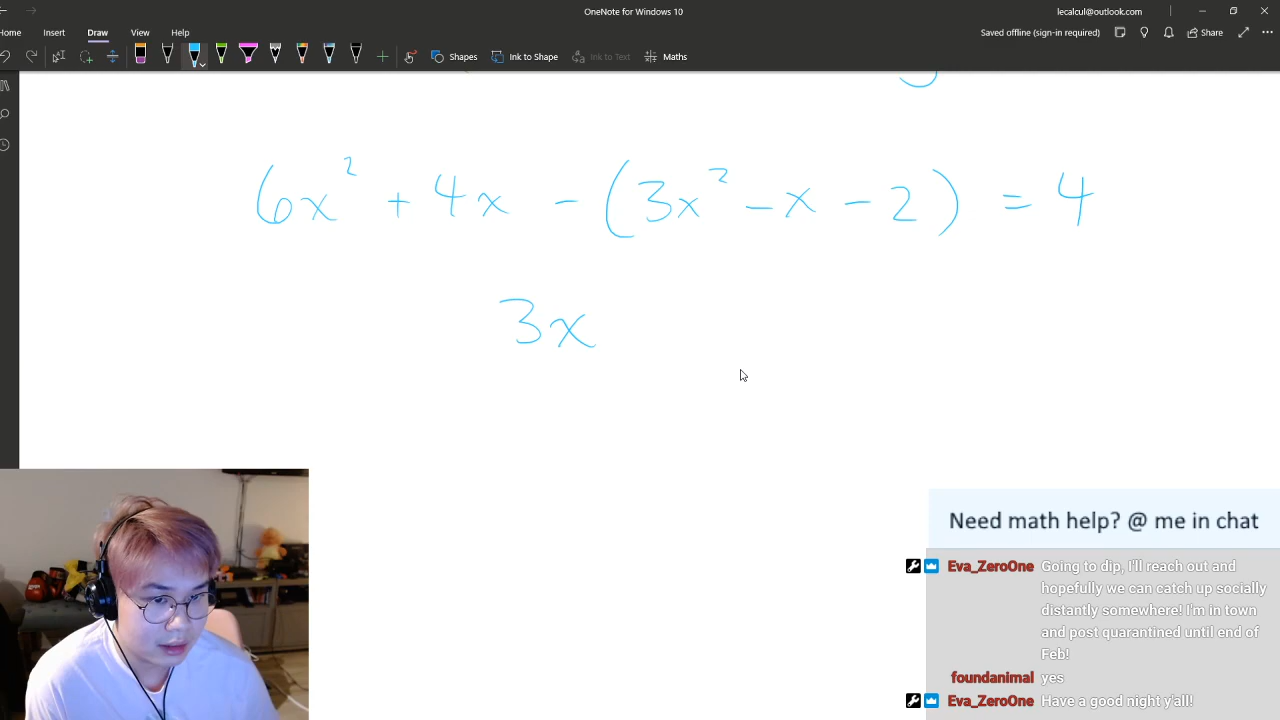 OneNote for Windows 10
lecalcul@outlook.com
Home Insert Draw View Help
Saved offline (sign-in required)
Share
Shapes
Ink to Shape
Ink to Text
Maths
6x² + 4x - (3x² - x - 2) = 4
3x
Need math help? @ me in chat
Eva_ZeroOne Going to dip, I'll reach out and
hopefully we can catch up socially
distantly somewhere! I'm in town
and post quarantined until end of
Feb!
foundanimal yes
Eva_ZeroOne Have a good night y'all!